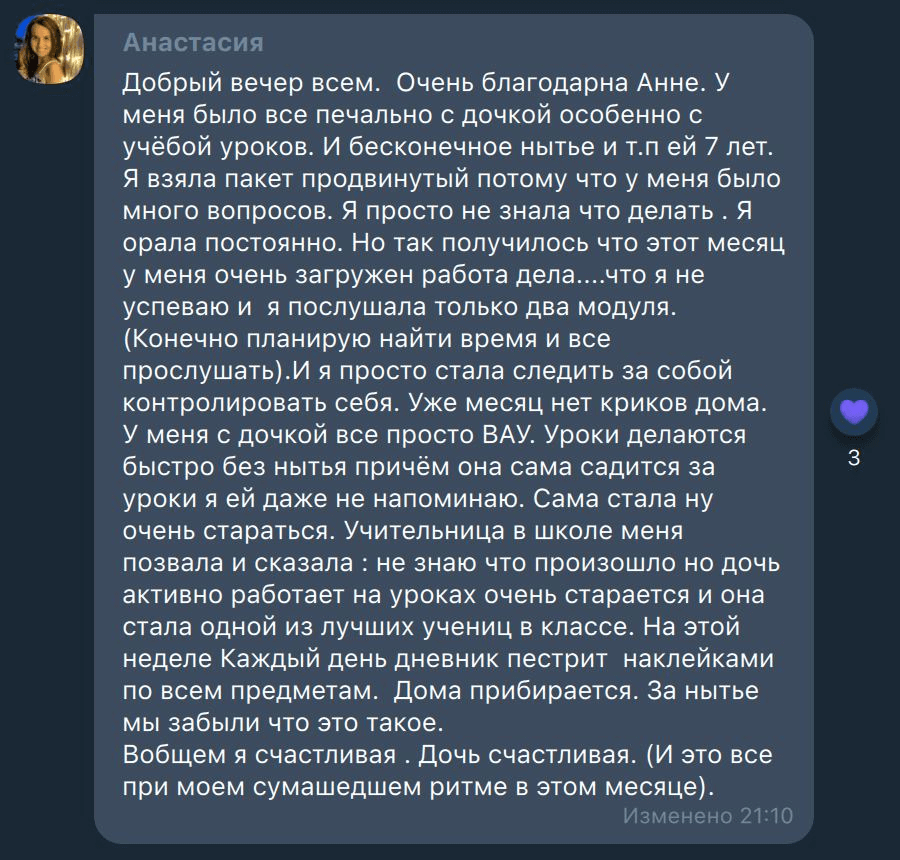 Анастасия
Добрый вечер всем.  Очень благодарна Анне. У
меня было все печально с дочкой особенно с
учёбой уроков. И бесконечное нытье и т.п ей 7 лет.
Я взяла пакет продвинутый потому что у меня было
много вопросов. Я просто не знала что делать . Я
орала постоянно. Но так получилось что этот месяц
у меня очень загружен работа дела....что я не
успеваю и  я послушала только два модуля.
(Конечно планирую найти время и все
прослушать).И я просто стала следить за собой
контролировать себя. Уже месяц нет криков дома.
У меня с дочкой все просто ВАУ. Уроки делаются
быстро без нытья причём она сама садится за
уроки я ей даже не напоминаю. Сама стала ну
очень стараться. Учительница в школе меня
позвала и сказала : не знаю что произошло но дочь
активно работает на уроках очень старается и она
стала одной из лучших учениц в классе. На этой
неделе Каждый день дневник пестрит  наклейками
по всем предметам.  Дома прибирается. За нытье
мы забыли что это такое.
Вобщем я счастливая . Дочь счастливая. (И это все
при моем сумашедшем ритме в этом месяце).
Изменено 21:10
3